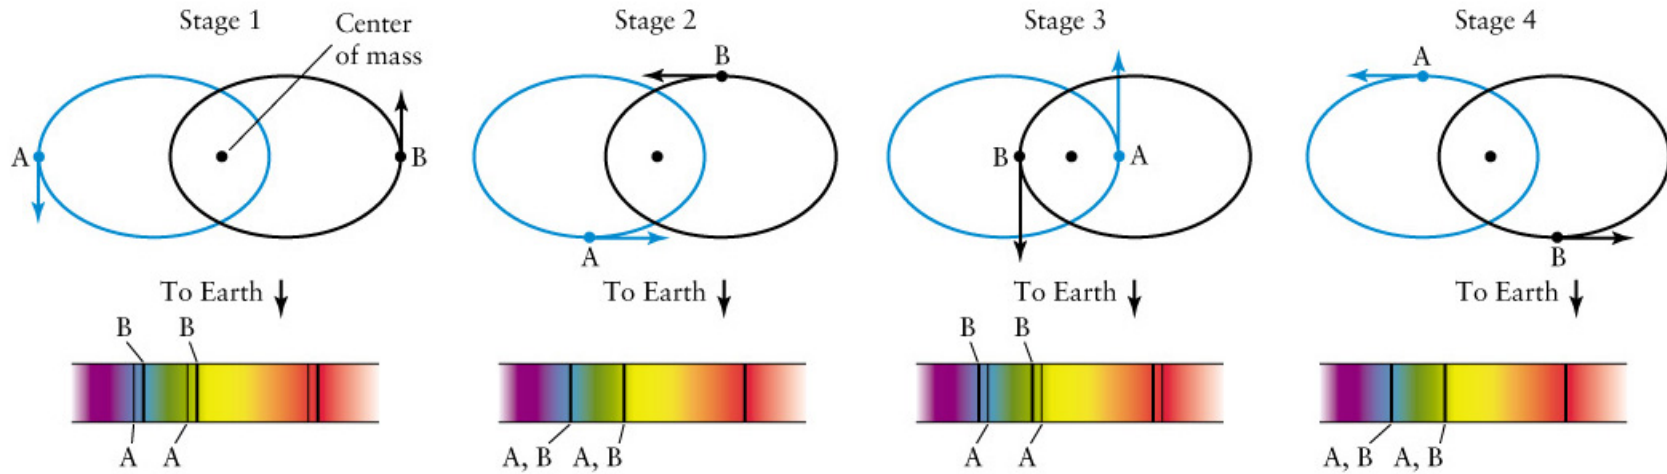 Stage 1
Center
of mass
A
B
To Earth
B B
A A
Stage 2
B
A
To Earth
A, B A, B
Stage 3
B
A
To Earth
B B
A A
Stage 4
A
B
To Earth
A, B A, B